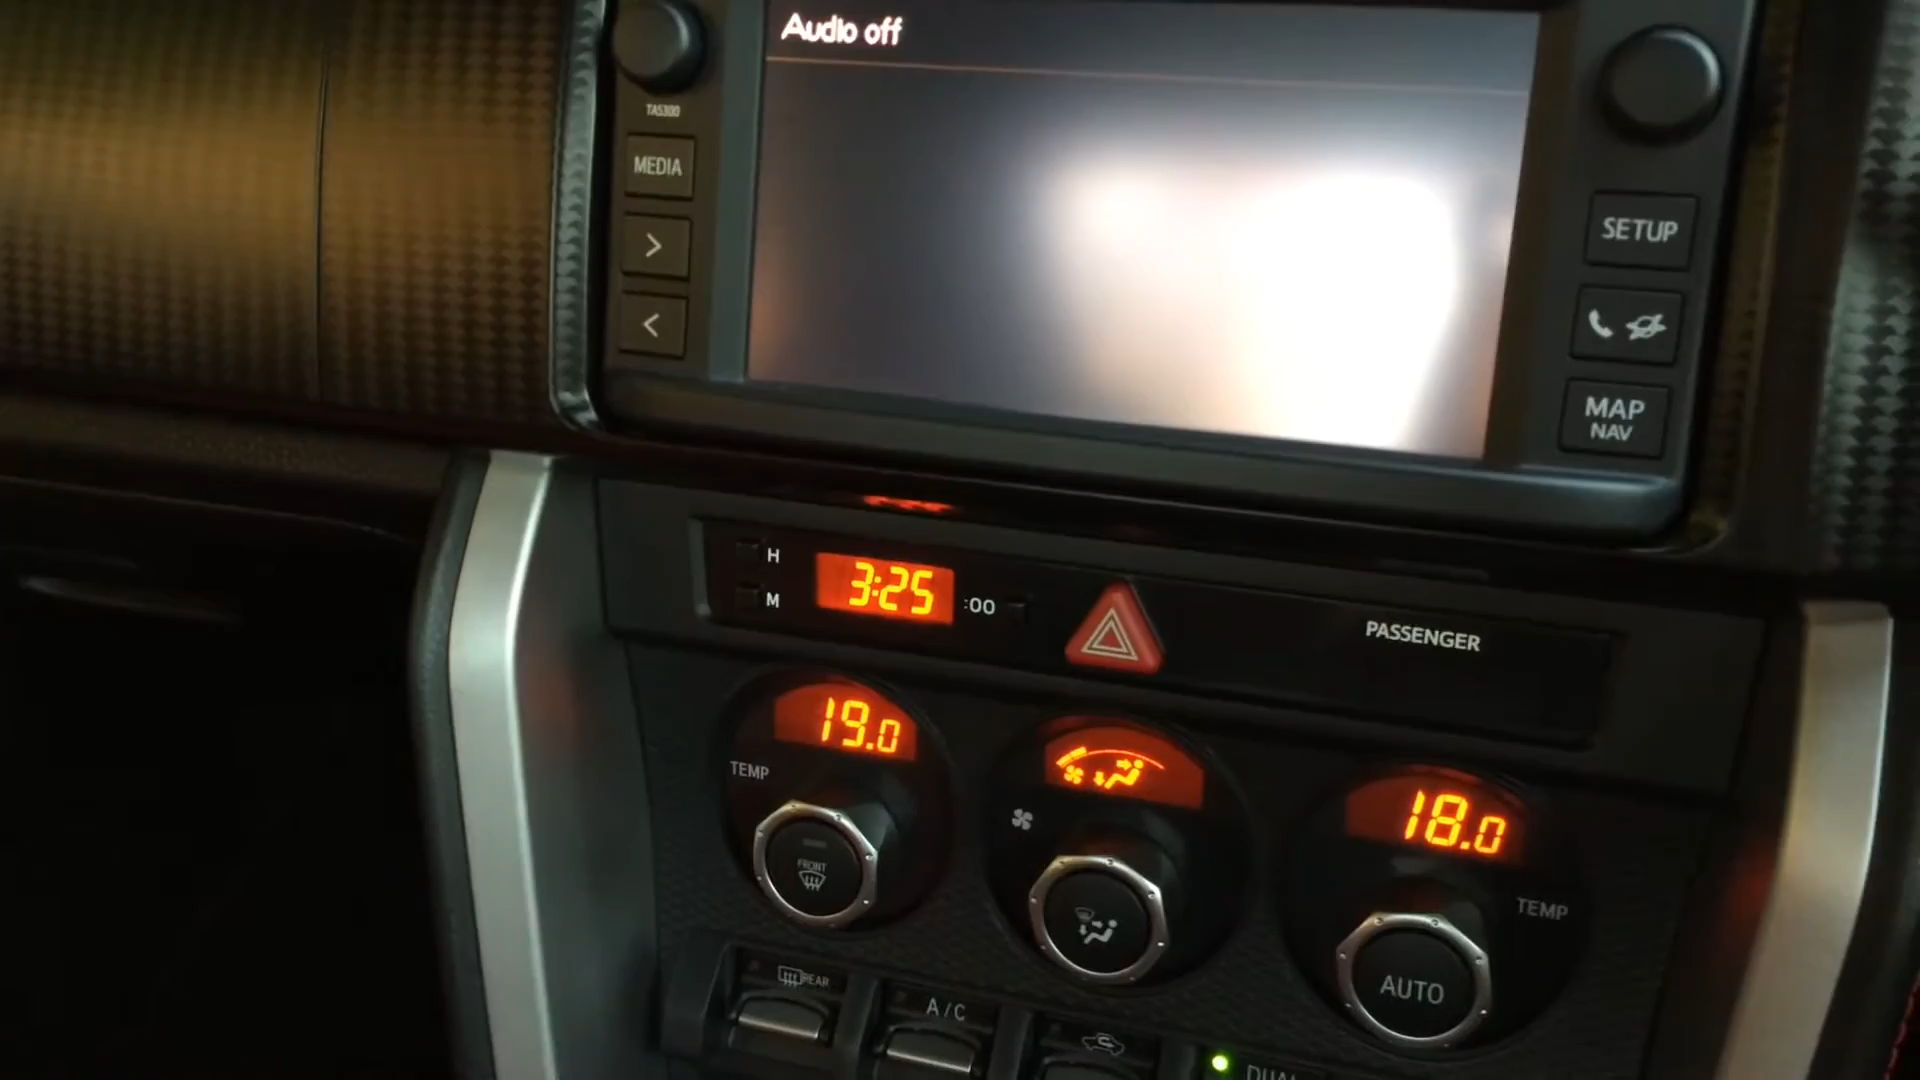 Audio off
TAS300
MEDIA
>
<
SETUP
MAP
NAV
H
M
3:25
:00
PASSENGER
19.0
18.0
TEMP
TEMP
FRONT
AUTO
REAR
A/C
DUAL